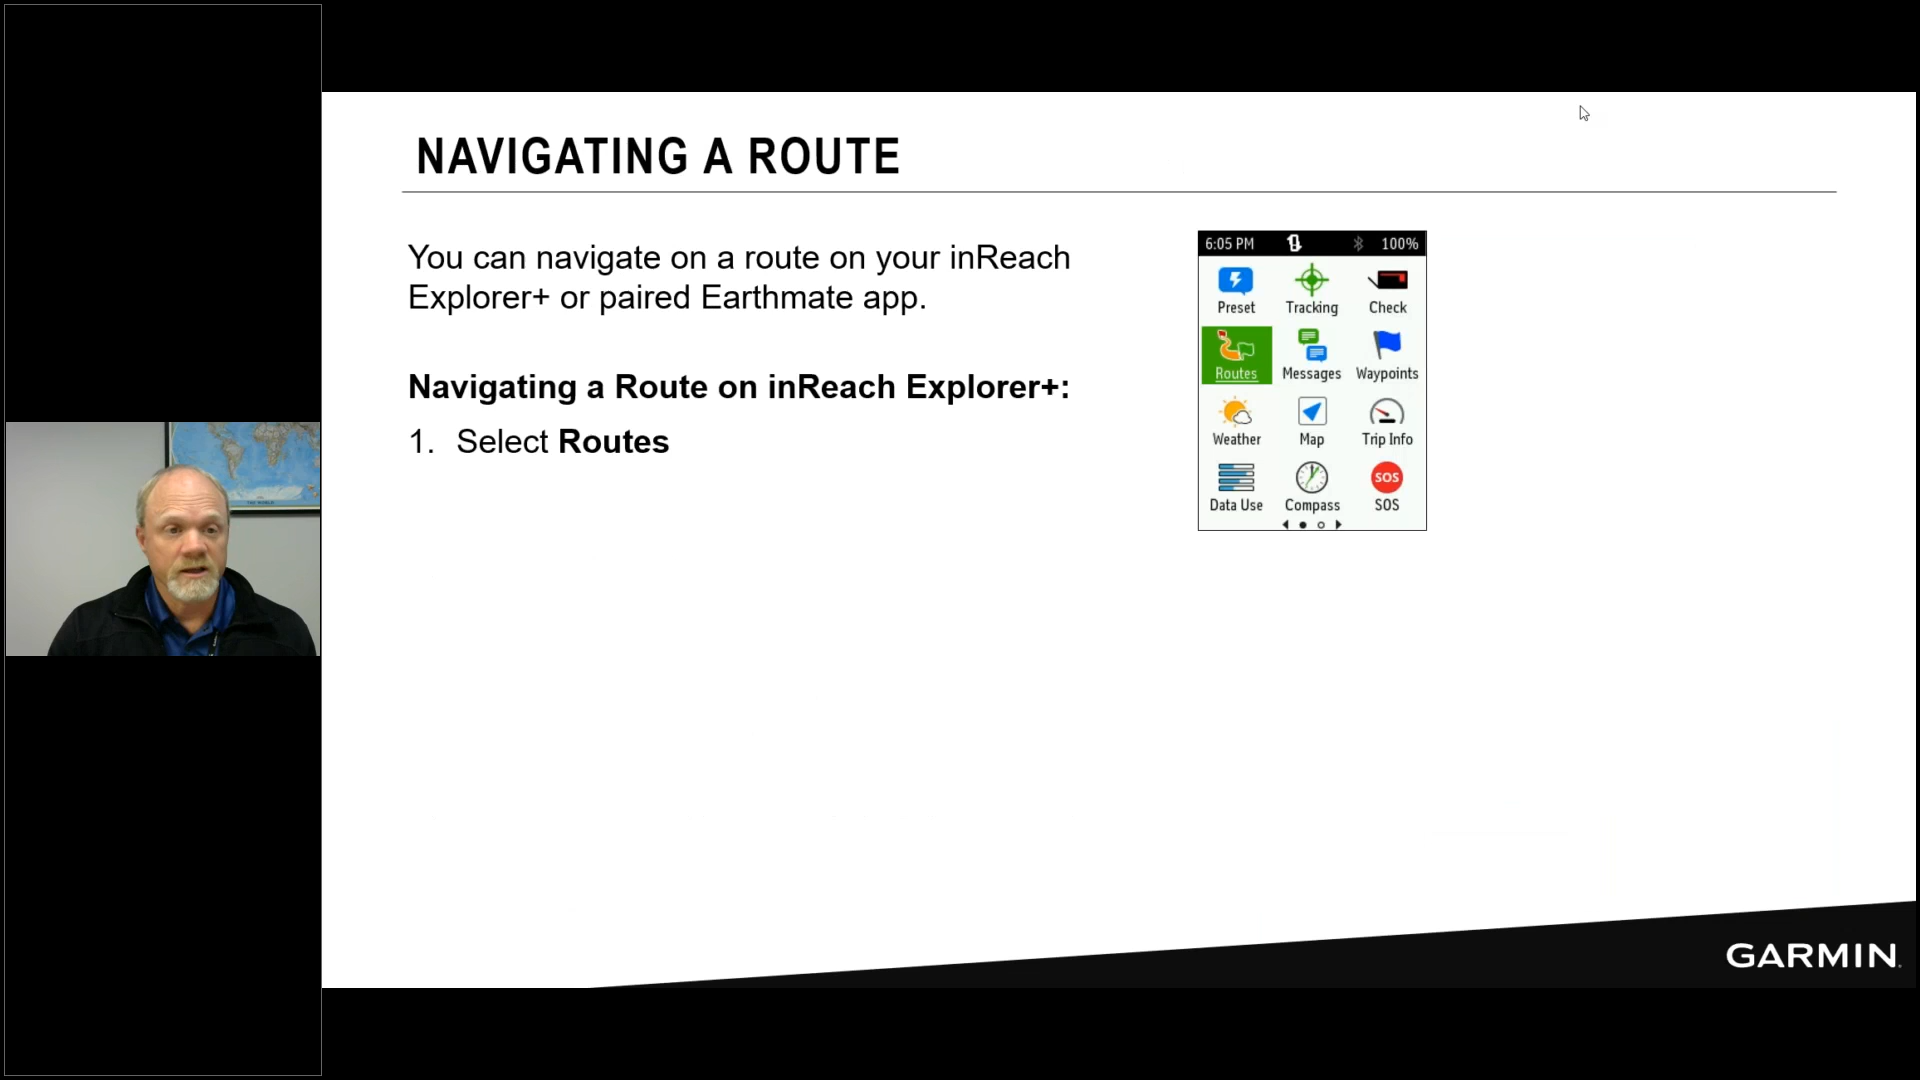 NAVIGATING A ROUTE
You can navigate on a route on your inReach
Explorer+ or paired Earthmate app.
Navigating a Route on inReach Explorer+:
1. Select Routes
6:05 PM 100%
Preset Tracking Check
Routes Messages Waypoints
Weather Map Trip Info
Data Use Compass SOS
SOS
GARMIN